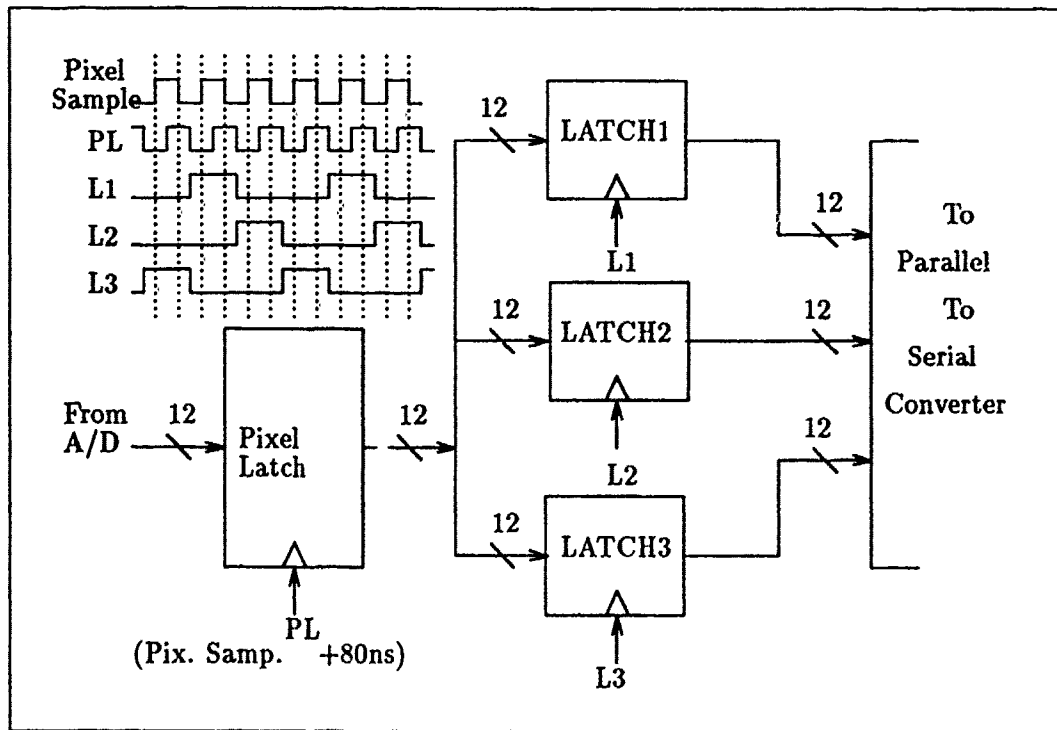 Pixel
Sample
PL
L1
L2
L3
12
LATCH1
L1
12
To
Parallel
To
Serial
Converter
12
LATCH2
L2
12
From
A/D
12
Pixel
Latch
12
PL
(Pix. Samp. +80ns)
12
LATCH3
L3
12